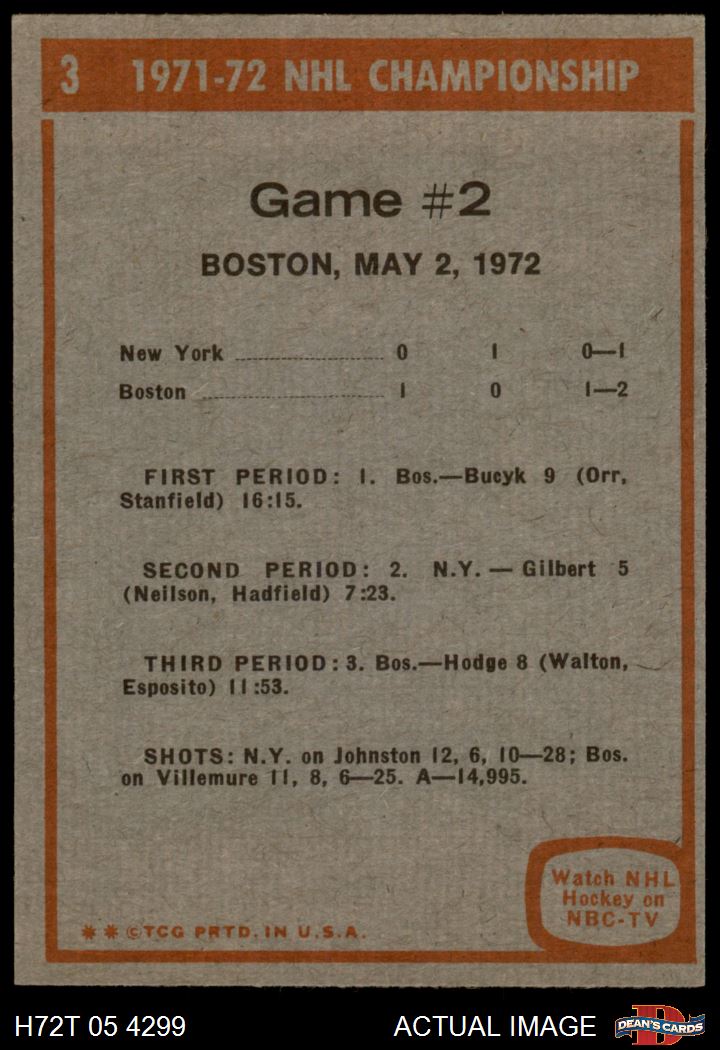 3 1971-72 NHL CHAMPIONSHIP
Game #2
BOSTON, MAY 2, 1972
New York 0 1 0—1
Boston 1 0 1—2
FIRST PERIOD: 1. Bos.—Bucyk 9 (Orr,
Stanfield) 16:15.
SECOND PERIOD: 2. N.Y. — Gilbert 5
(Neilson, Hadfield) 7:23.
THIRD PERIOD: 3. Bos.—Hodge 8 (Walton,
Esposito) 11:53.
SHOTS: N.Y. on Johnston 12, 6, 10—28; Bos.
on Villemure 11, 8, 6—25. A—14,995.
Watch NHL
Hockey on
NBC-TV
** ©TCG PRTD. IN U.S.A.
H72T 05 4299 ACTUAL IMAGE
DEAN'S CARDS